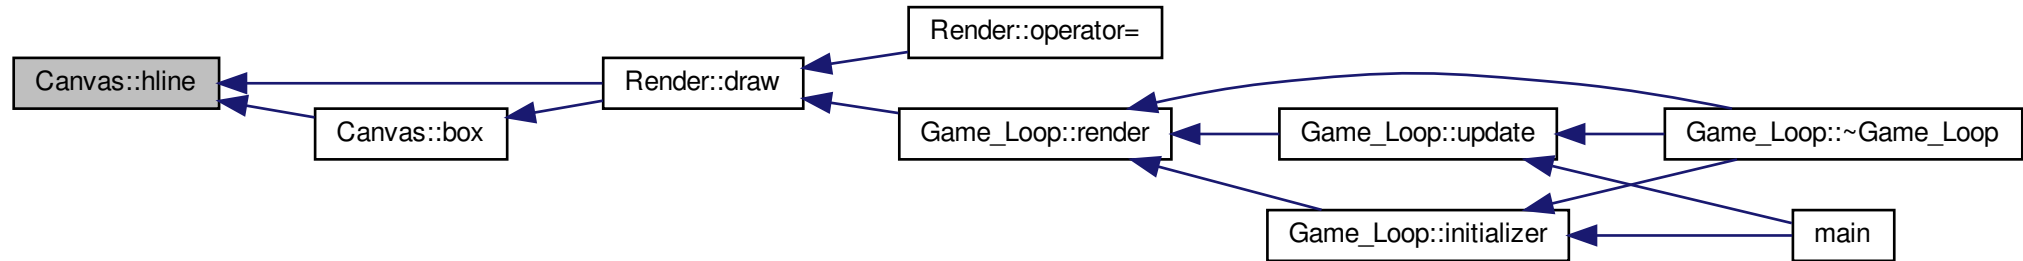 Render::operator=
Canvas::hline
Render::draw
Canvas::box
Game_Loop::render
Game_Loop::update
Game_Loop::~Game_Loop
Game_Loop::initializer
main